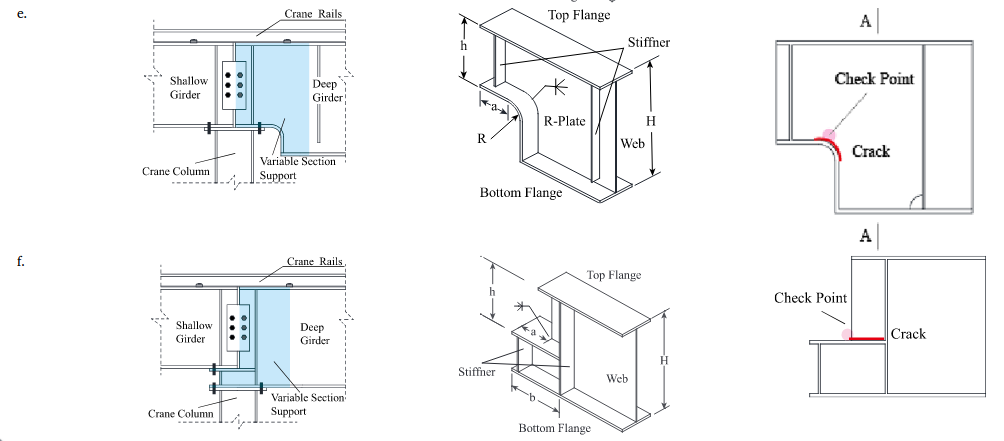 e.
Crane Rails
Shallow
Girder
Deep
Girder
Crane Column
Variable Section
Support
Top Flange
h
Stiffner
a
R
R-Plate
H
Web
Bottom Flange
A
Check Point
Crack
f.
Crane Rails
Shallow
Girder
Deep
Girder
Crane Column
Variable Section
Support
Top Flange
h
a
Stiffner
H
Web
b
Bottom Flange
A
Check Point
Crack